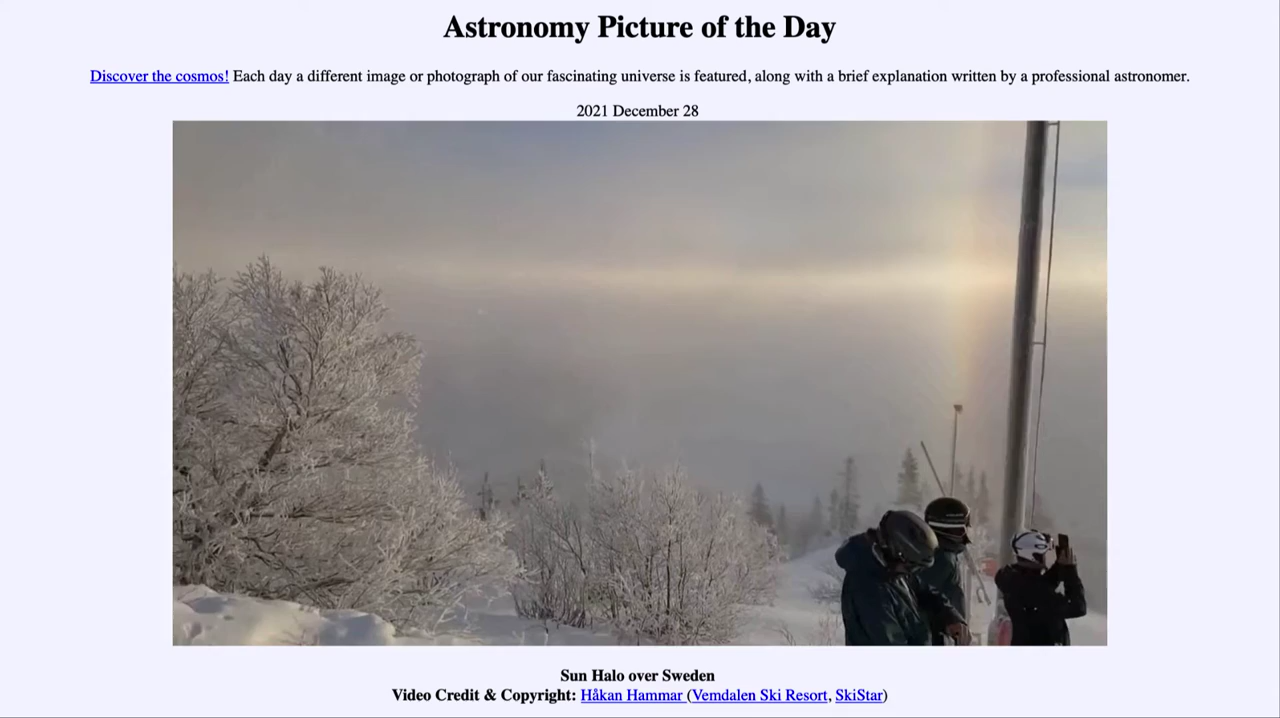 Astronomy Picture of the Day
Discover the cosmos! Each day a different image or photograph of our fascinating universe is featured, along with a brief explanation written by a professional astronomer.
2021 December 28
Sun Halo over Sweden
Video Credit & Copyright: Håkan Hammar (Vemdalen Ski Resort, SkiStar)